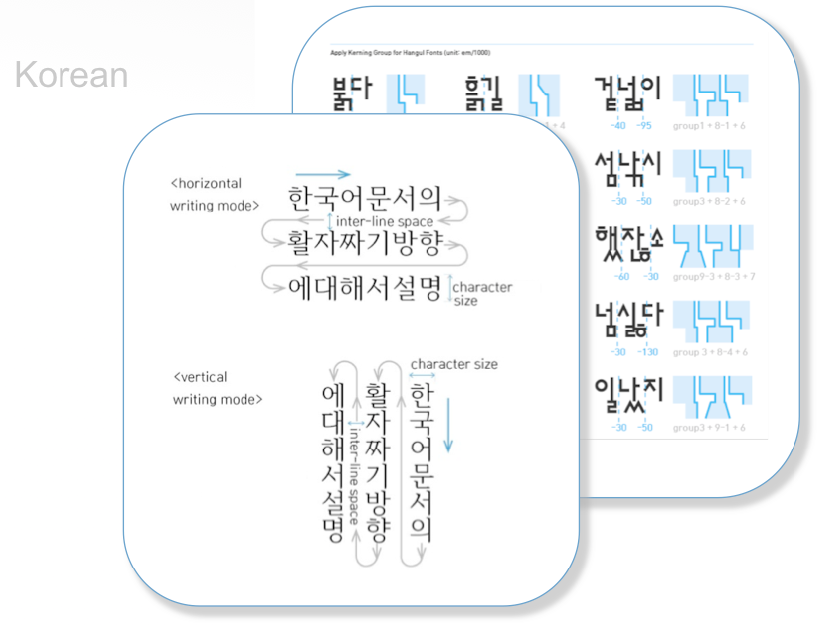 Korean
Apply Kerning Group for Hangul Fonts (unit: em/1000)
붉다
흙길
겉넓이
-40 -95
group1 + 8-1 + 6
섬낚시
-30 -50
group3 + 8-2 + 6
했잖소
-60 -30
group9-3 + 8-3 + 7
넘싫다
-30 -130
group 3 + 8-4 + 6
일났지
-30 -50
group3 + 9-1 + 6
<horizontal
writing mode>
한국어문서의
inter-line space
활자짜기방향
에대해서설명
character
size
<vertical
writing mode>
character size
한국어문서의
활자짜기방향
inter-line space
에대해서설명